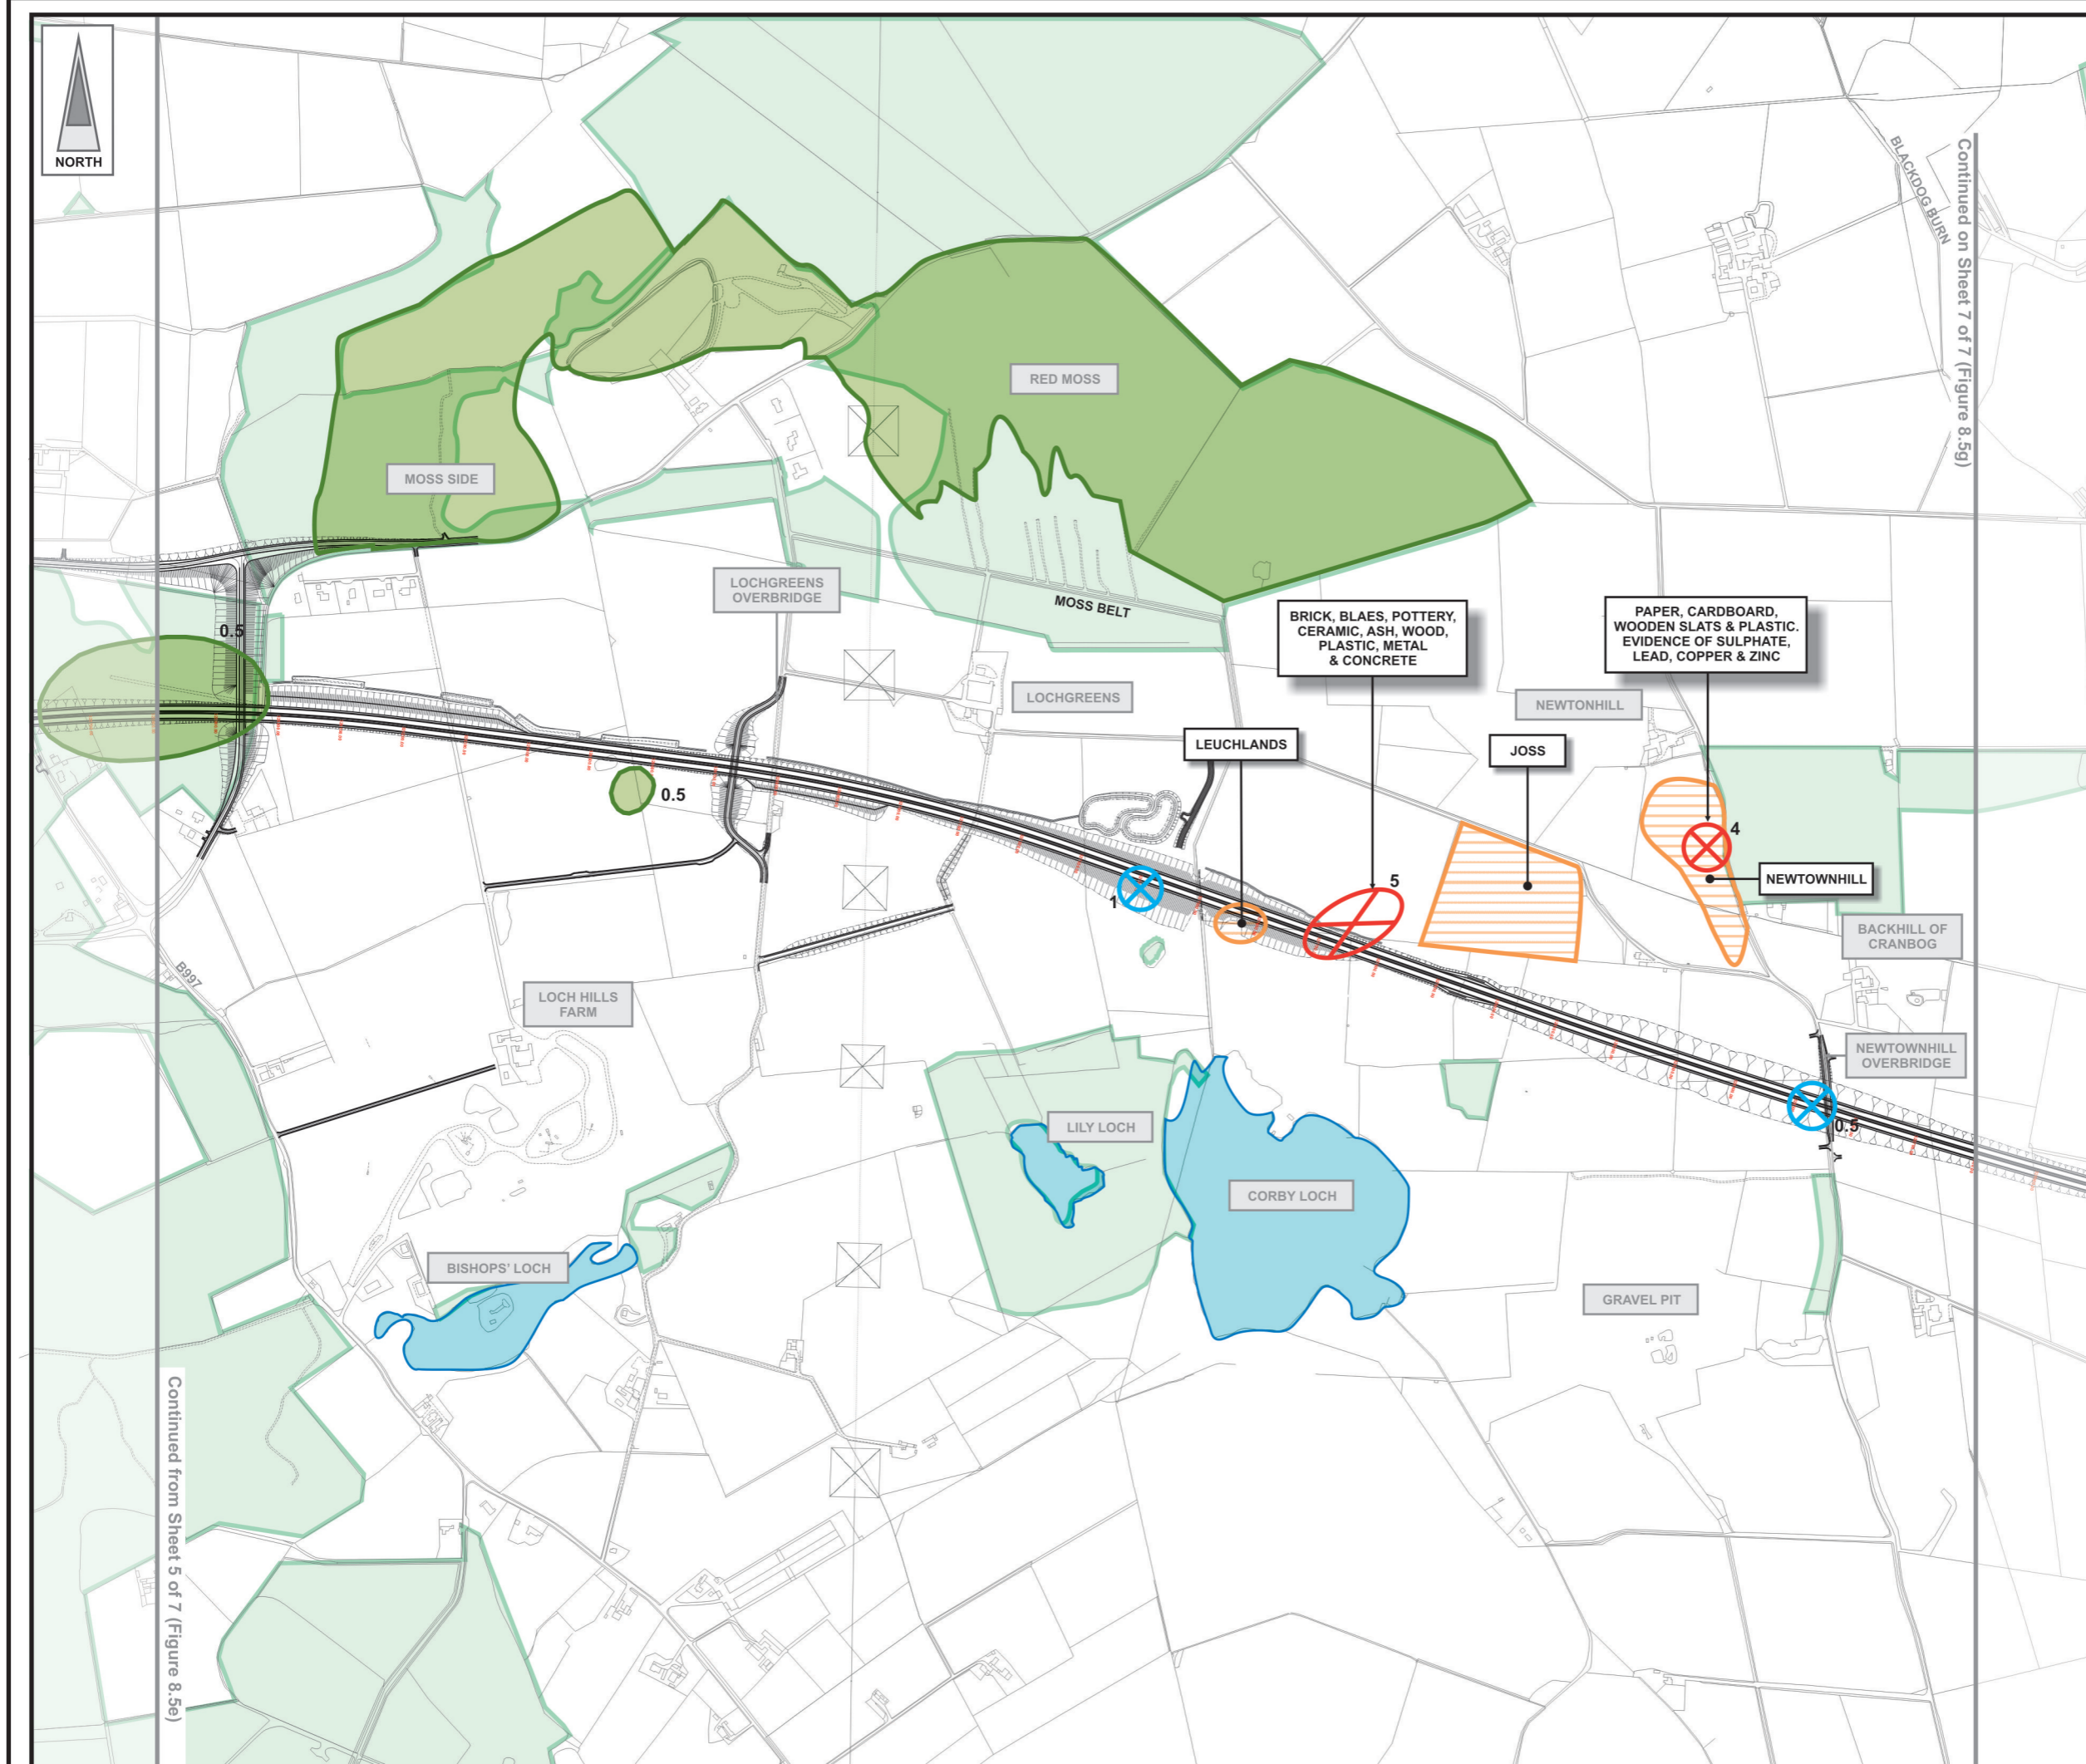 NORTH
BLACKDOG BURN
Continued on Sheet 7 of 7 (Figure 8.5g)
RED MOSS
MOSS SIDE
LOCHGREENS
OVERBRIDGE
MOSS BELT
BRICK, BLAES, POTTERY,
CERAMIC, ASH, WOOD,
PLASTIC, METAL
& CONCRETE
PAPER, CARDBOARD,
WOODEN SLATS & PLASTIC.
EVIDENCE OF SULPHATE,
LEAD, COPPER & ZINC
0.5
LOCHGREENS
NEWTONHILL
LEUCHLANDS
JOSS
0.5
4
NEWTOWNHILL
5
1
BACKHILL OF
CRANBOG
B997
LOCH HILLS
FARM
NEWTOWNHILL
OVERBRIDGE
LILY LOCH
0.5
CORBY LOCH
BISHOPS' LOCH
GRAVEL PIT
Continued from Sheet 5 of 7 (Figure 8.5e)